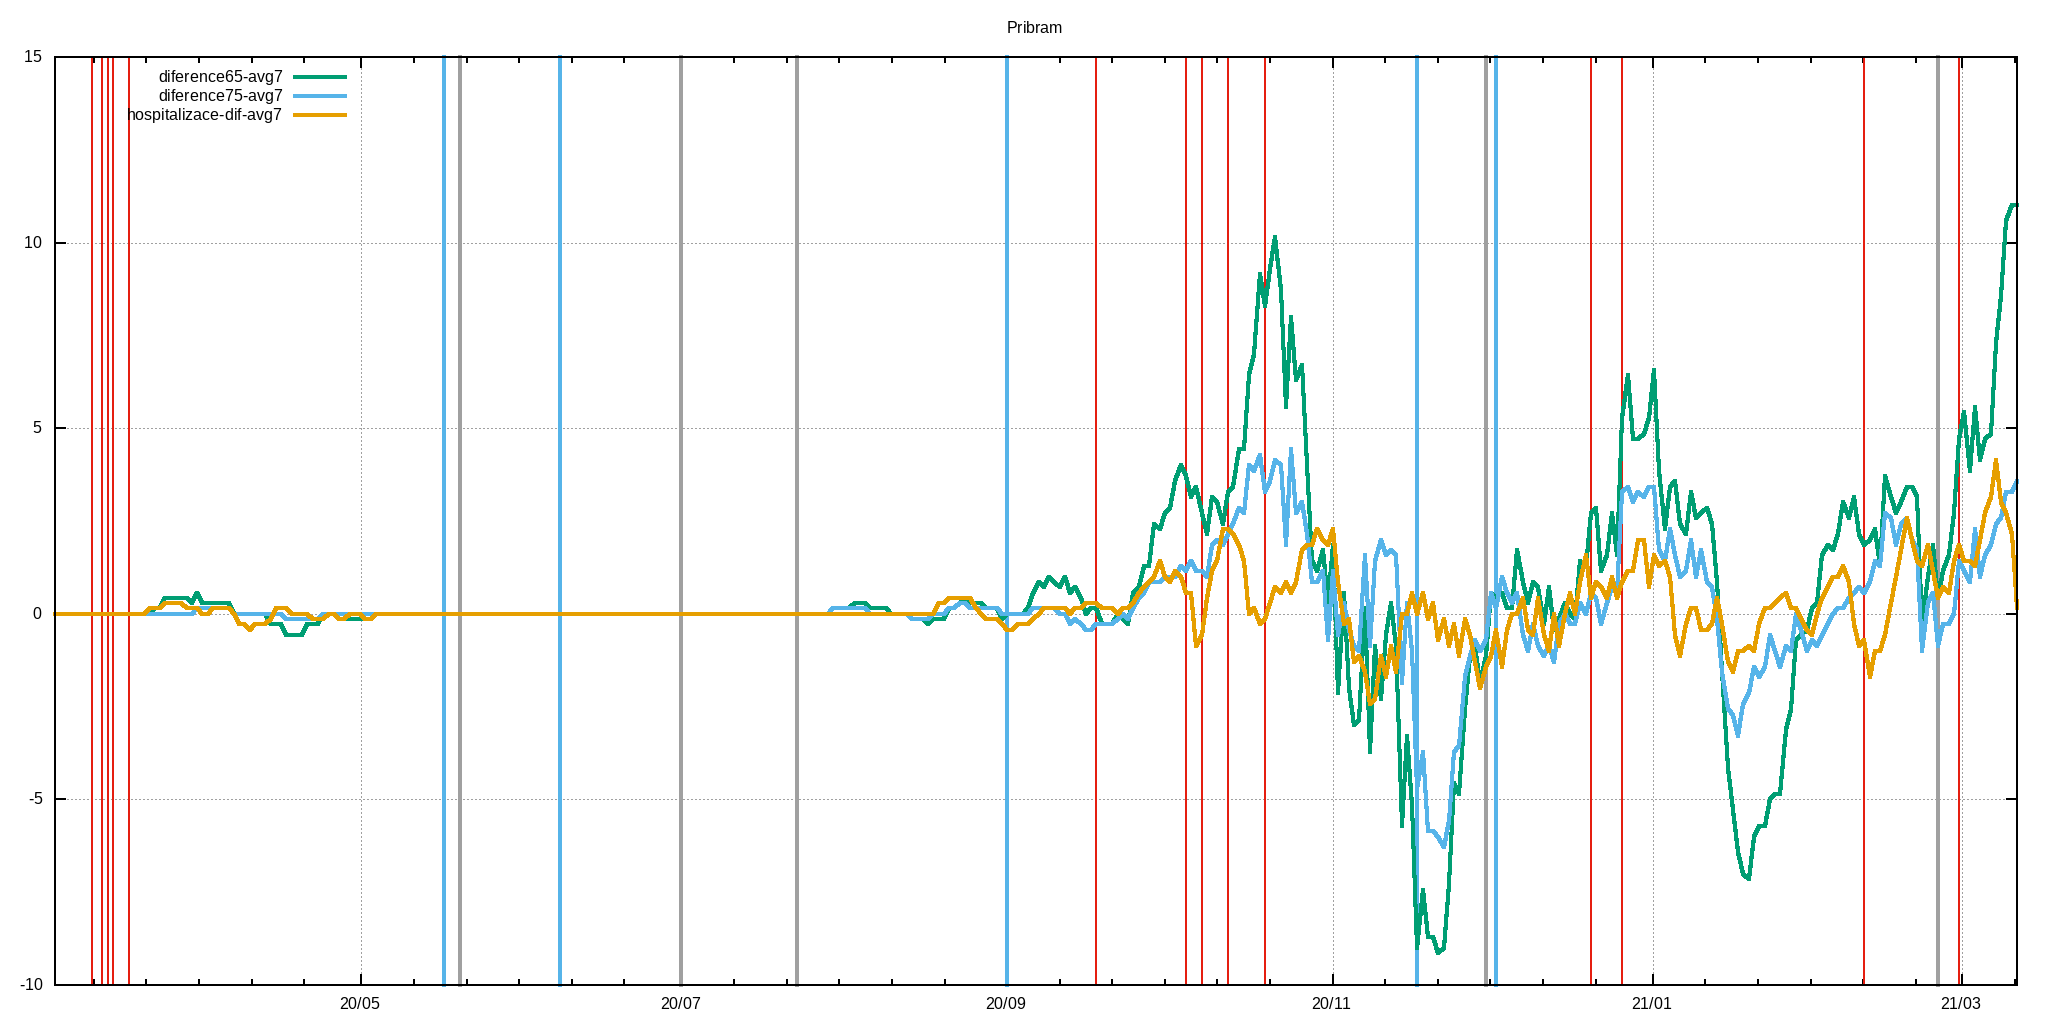 Pribram
15
diference65-avg7
diference75-avg7
hospitalizace-dif-avg7
10
5
0
-5
-10
20/05 20/07 20/09 20/11 21/01 21/03